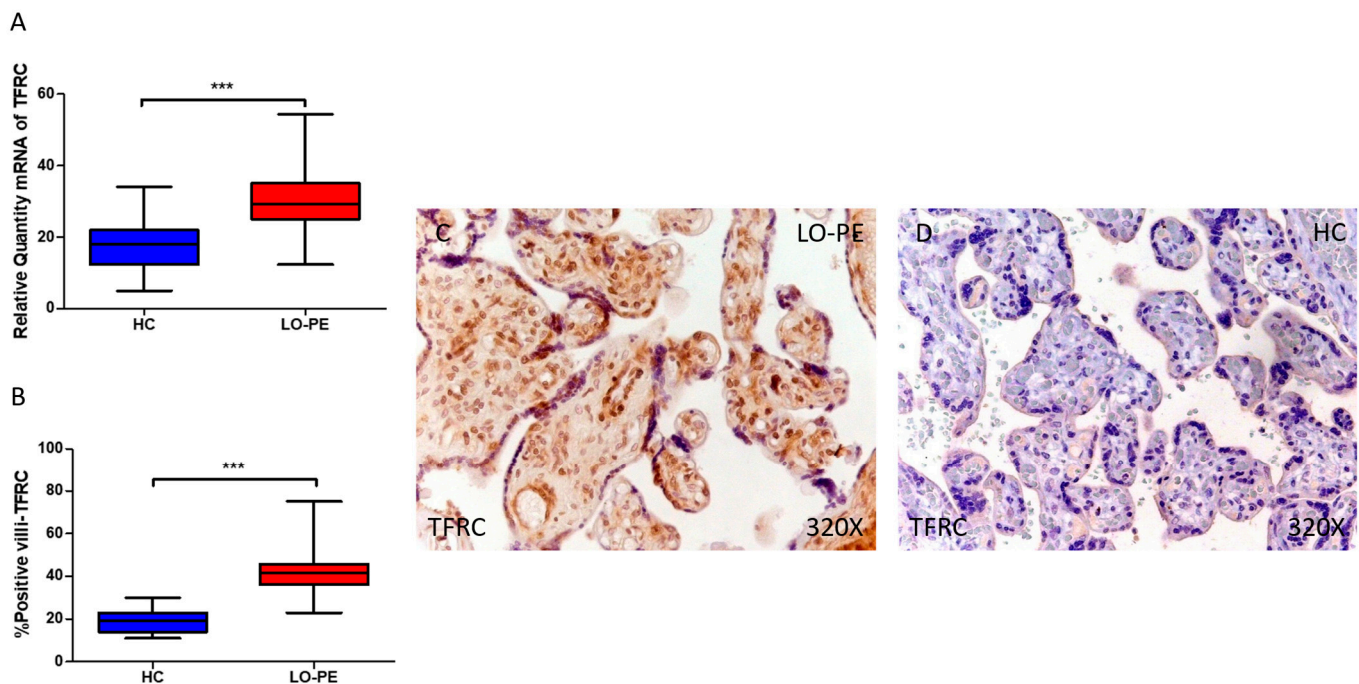 A
Relative Quantity mRNA of TFRC
60
40
20
0
***
HC
LO-PE
B
%Positive villi-TFRC
100
80
60
40
20
0
***
HC
LO-PE
C
LO-PE
TFRC
320X
D
HC
TFRC
320X